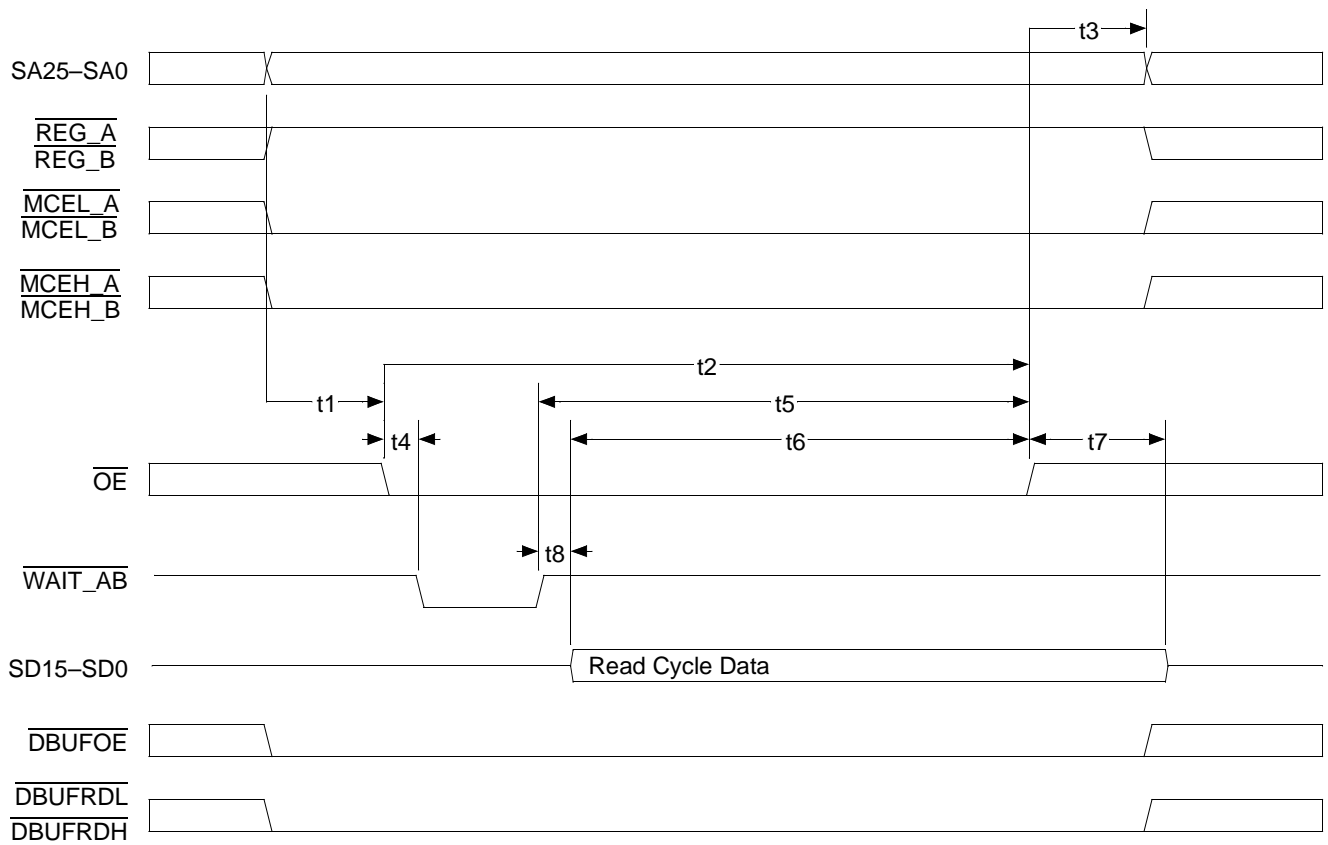 t3
SA25–SA0
REG_A
REG_B
MCEL_A
MCEL_B
MCEH_A
MCEH_B
t2
t1
t5
t4
t6
t7
OE
t8
WAIT_AB
SD15–SD0
Read Cycle Data
DBUFOE
DBUFRDL
DBUFRDH